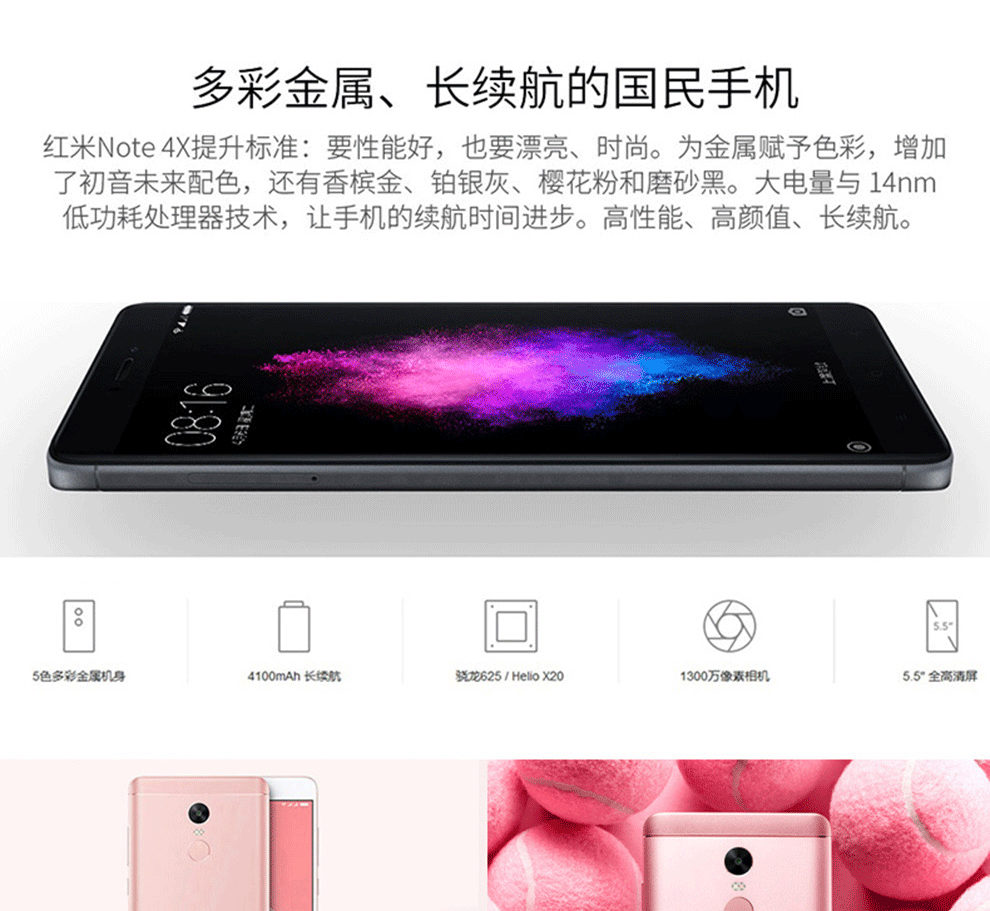 多彩金属、长续航的国民手机
红米Note 4X提升标准：要性能好，也要漂亮、时尚。为金属赋予色彩，增加
了初音未来配色，还有香槟金、铂银灰、樱花粉和磨砂黑。大电量与 14nm
低功耗处理器技术，让手机的续航时间进步。高性能、高颜值、长续航。
08:16
5.5"
5色多彩金属机身
4100mAh 长续航
骁龙625 / Helio X20
1300万像素相机
5.5" 全高清屏